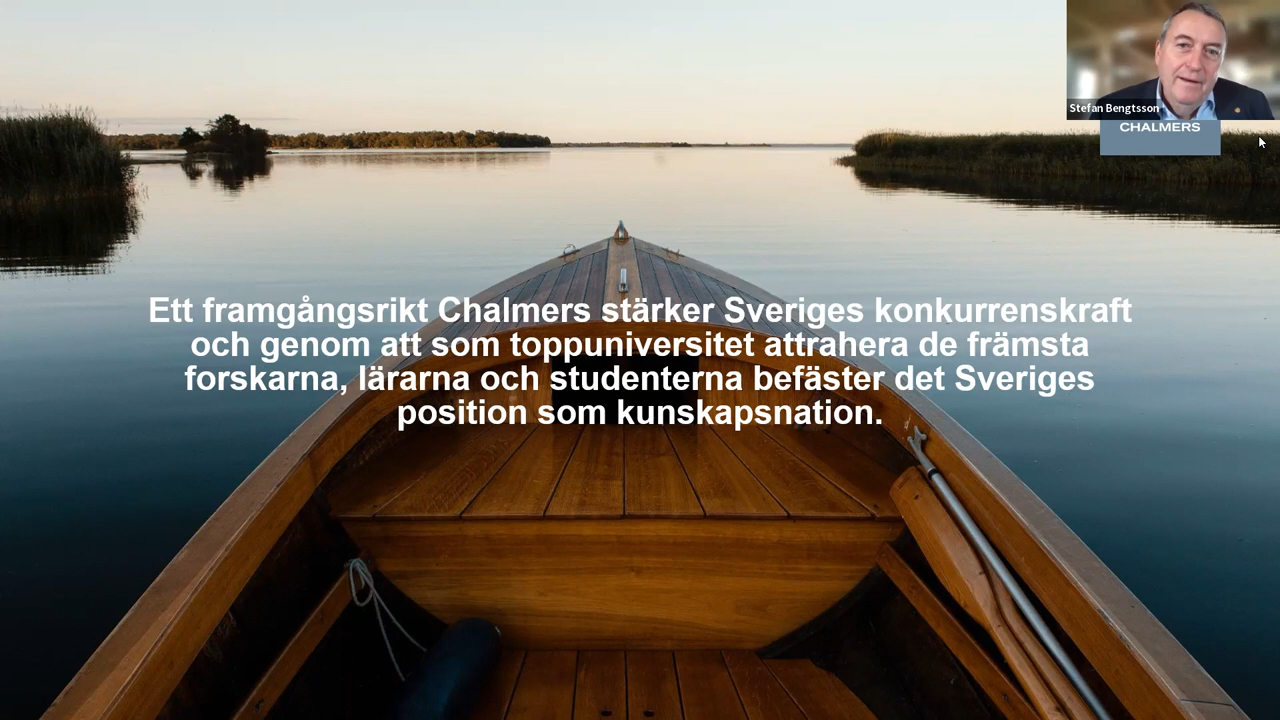 Stefan Bengtsson
CHALMERS
Ett framgångsrikt Chalmers stärker Sveriges konkurrenskraft
och genom att som toppuniversitet attrahera de främsta
forskarna, lärarna och studenterna befäster det Sveriges
position som kunskapsnation.